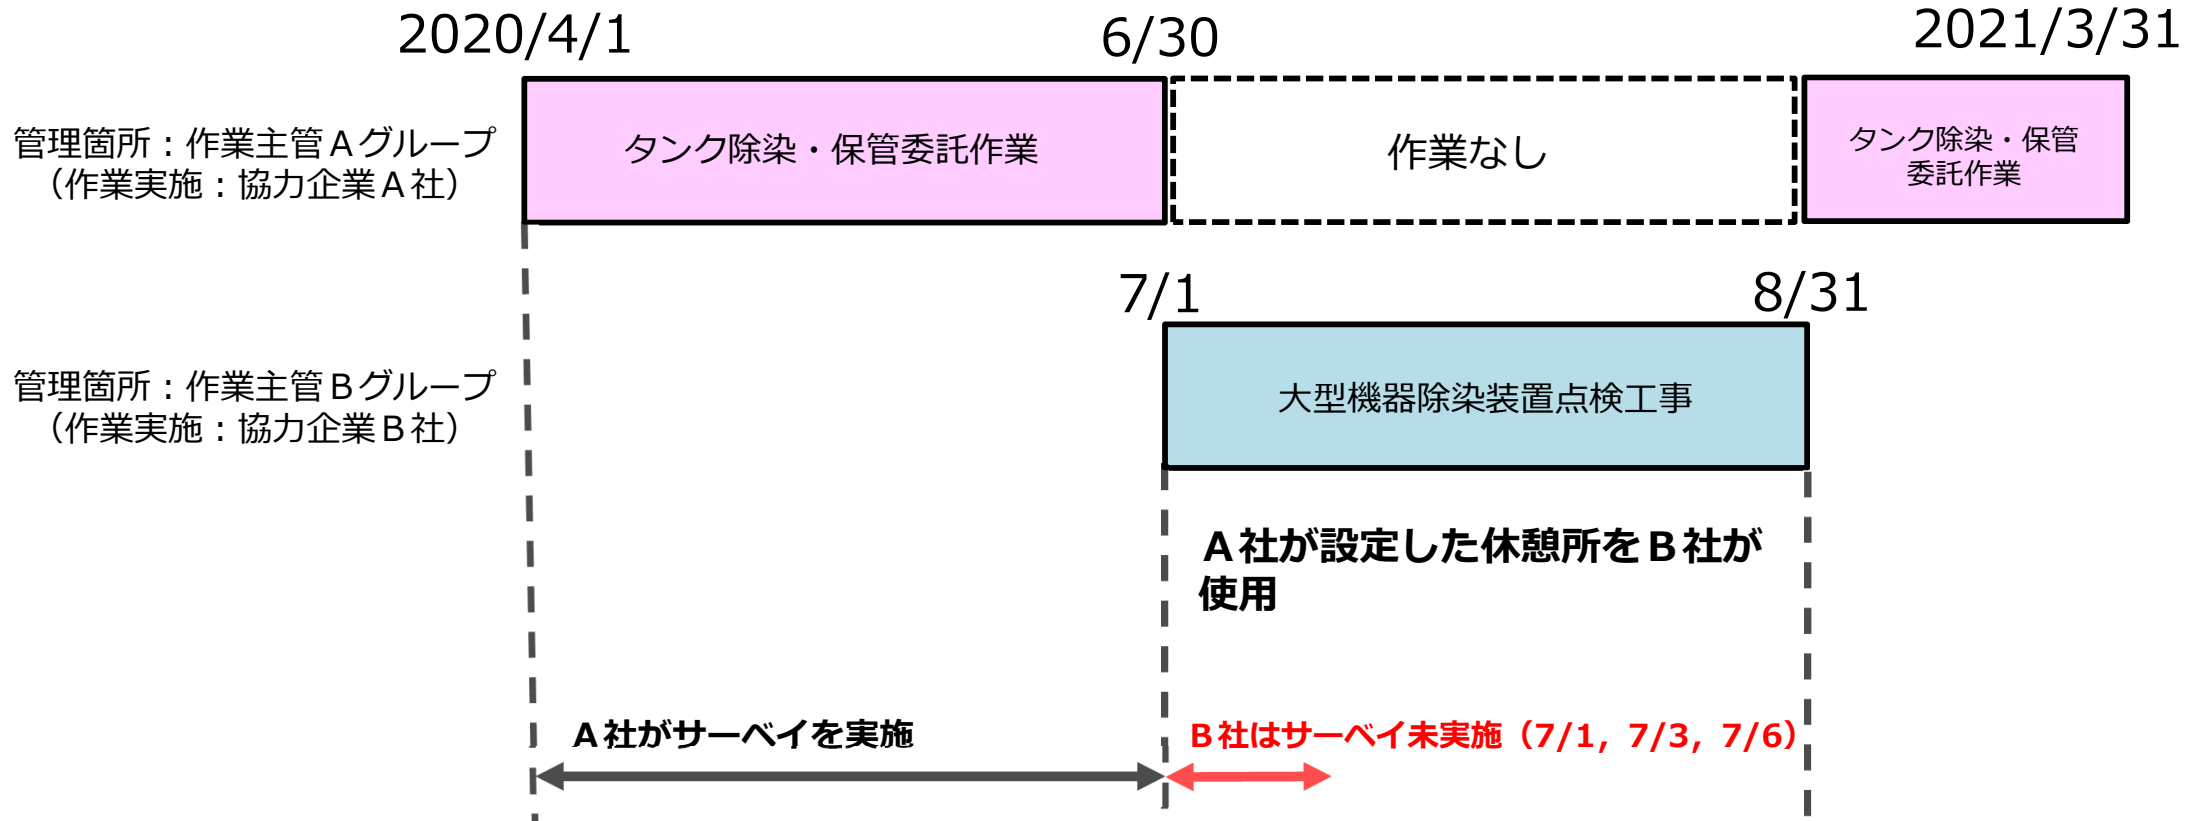 2020/4/1
6/30
2021/3/31
管理箇所：作業主管Aグループ
（作業実施：協力企業A社）
タンク除染・保管委託作業
作業なし
タンク除染・保管
委託作業
7/1
8/31
管理箇所：作業主管Bグループ
（作業実施：協力企業B社）
大型機器除染装置点検工事
A社が設定した休憩所をB社が
使用
A社がサーベイを実施
B社はサーベイ未実施（7/1, 7/3, 7/6）